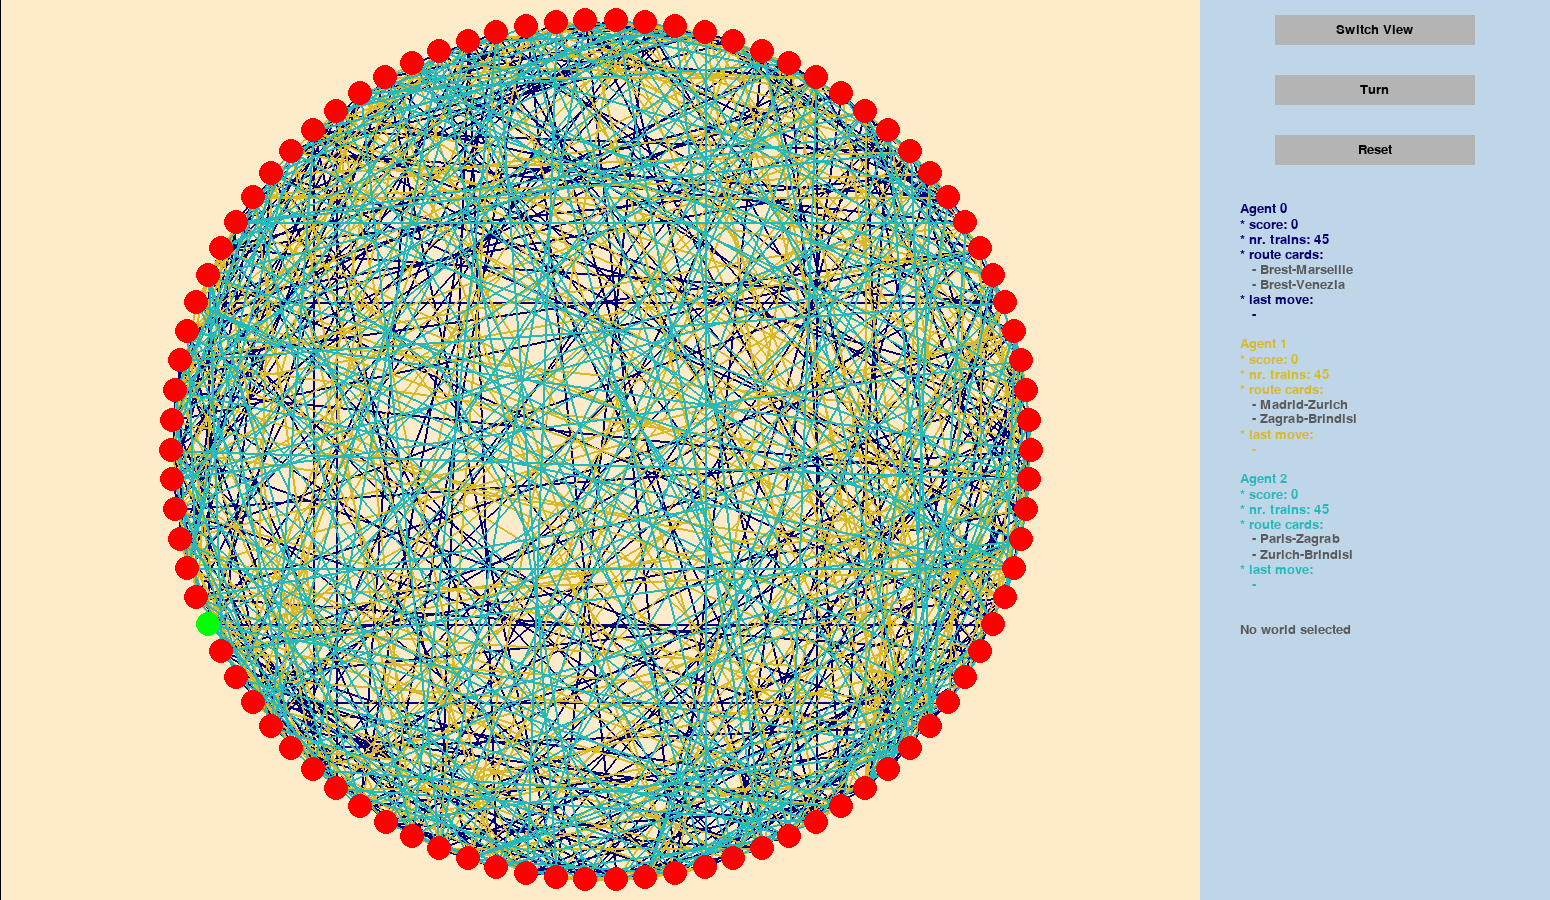 Switch View
Turn
Reset
Agent 0
* score: 0
* nr. trains: 45
* route cards:
- Brest-Marseille
- Brest-Venezia
* last move:
-
Agent 1
* score: 0
* nr. trains: 45
* route cards:
- Madrid-Zurich
- Zagrab-Brindisi
* last move:
-
Agent 2
* score: 0
* nr. trains: 45
* route cards:
- Paris-Zagrab
- Zurich-Brindisi
* last move:
-
No world selected